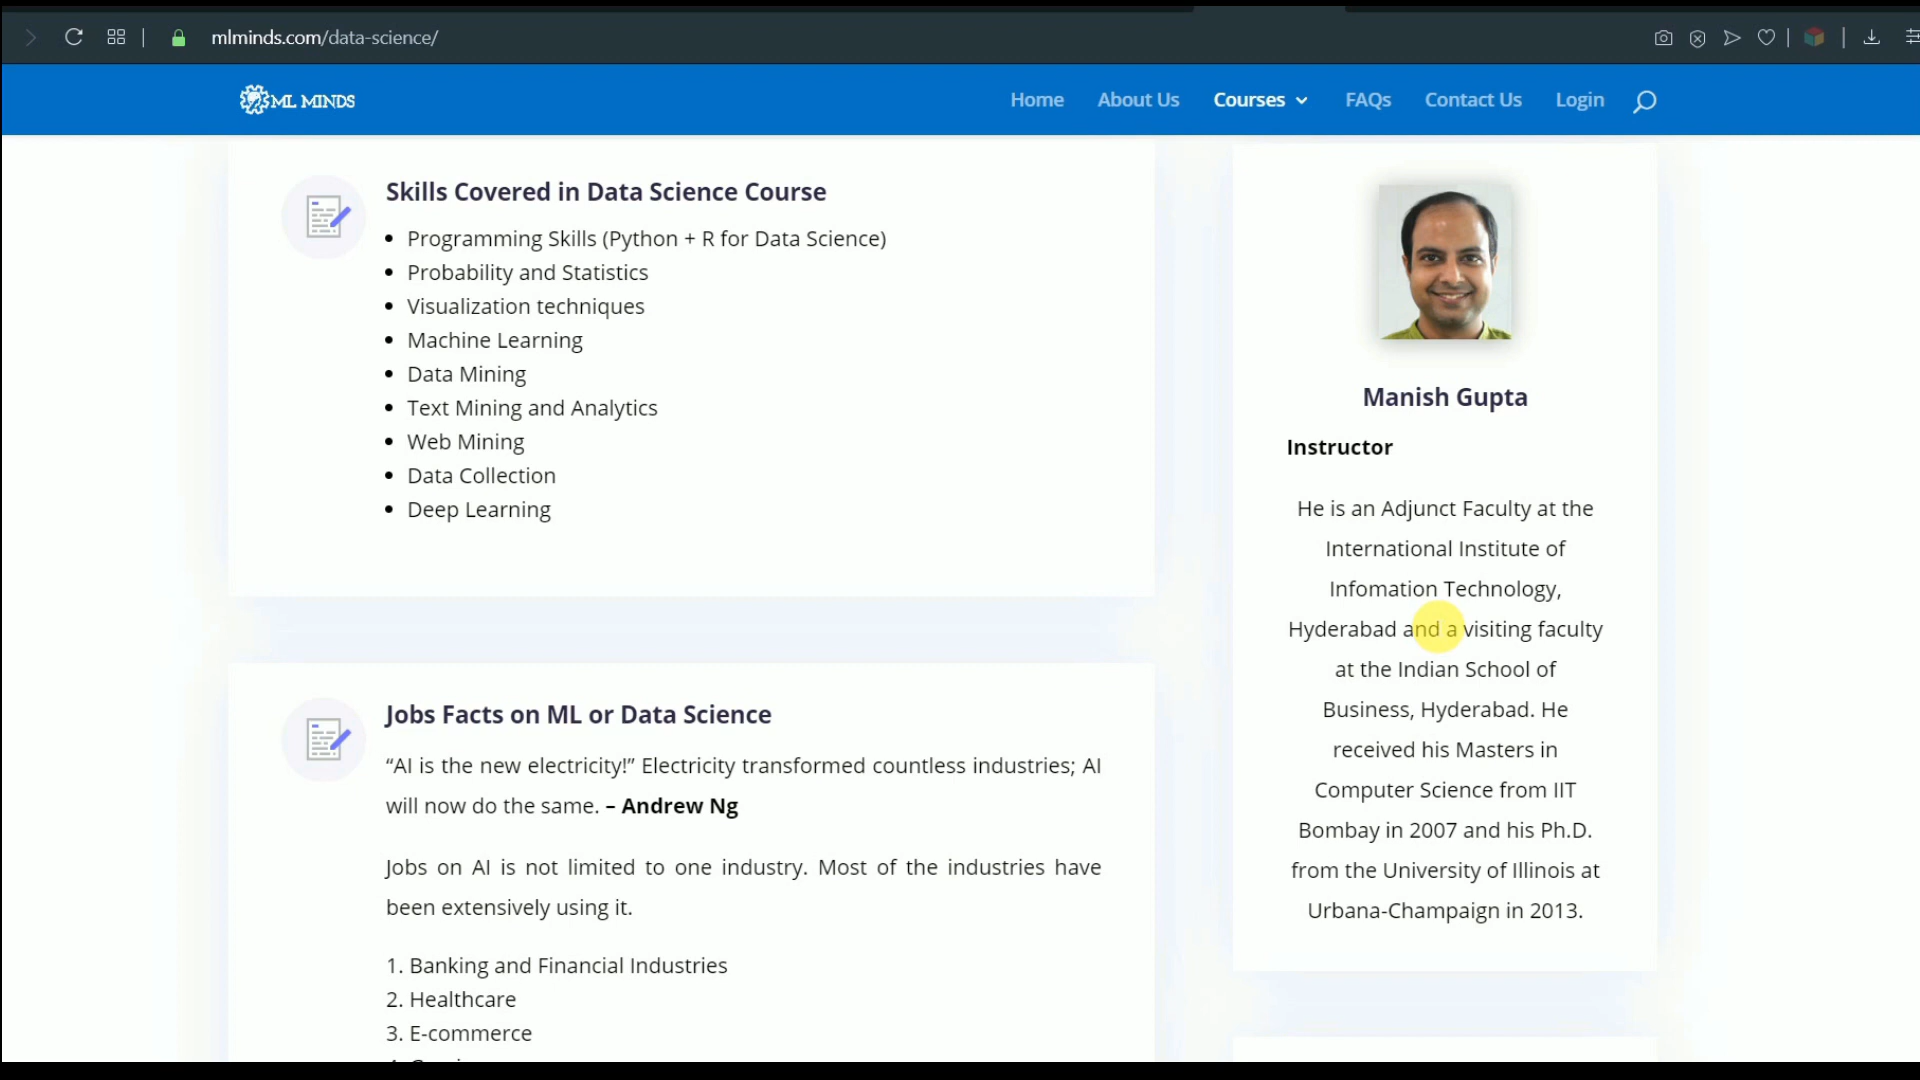 mlminds.com/data-science/
ML MINDS
Home
About Us
Courses
FAQs
Contact Us
Login
Skills Covered in Data Science Course
Programming Skills (Python + R for Data Science)
Probability and Statistics
Visualization techniques
Machine Learning
Data Mining
Text Mining and Analytics
Web Mining
Data Collection
Deep Learning
Jobs Facts on ML or Data Science
“AI is the new electricity!” Electricity transformed countless industries; AI
will now do the same. – Andrew Ng
Jobs on AI is not limited to one industry. Most of the industries have
been extensively using it.
1. Banking and Financial Industries
2. Healthcare
3. E-commerce
Manish Gupta
Instructor
He is an Adjunct Faculty at the
International Institute of
Infomation Technology,
Hyderabad and a visiting faculty
at the Indian School of
Business, Hyderabad. He
received his Masters in
Computer Science from IIT
Bombay in 2007 and his Ph.D.
from the University of Illinois at
Urbana-Champaign in 2013.